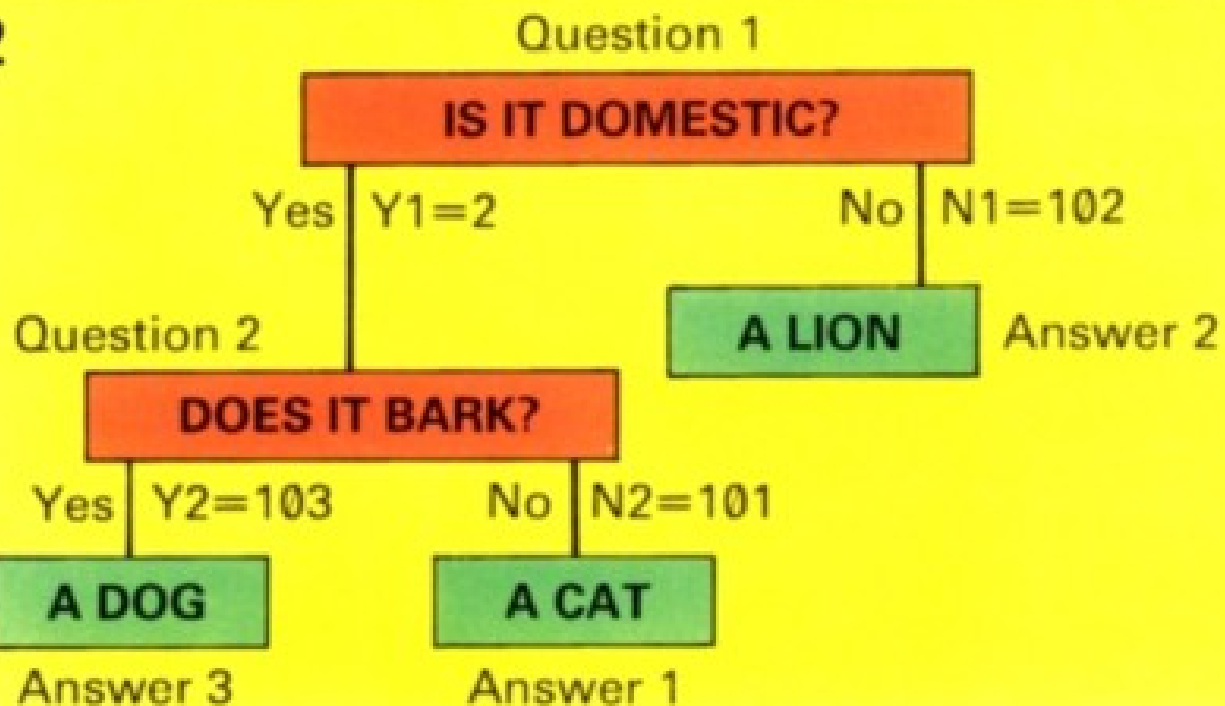 2
Question 1
IS IT DOMESTIC?
Yes Y1=2
No N1=102
A LION
Answer 2
Question 2
DOES IT BARK?
Yes Y2=103
No N2=101
A DOG
A CAT
Answer 3
Answer 1